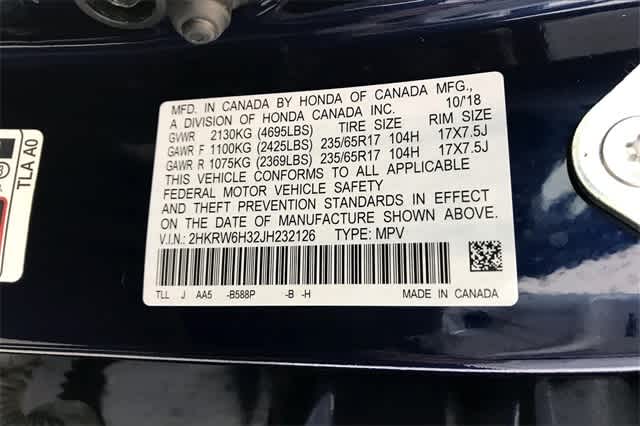 MFD. IN CANADA BY HONDA OF CANADA MFG.,
A DIVISION OF HONDA CANADA INC. 10/'18
GVWR 2130KG (4695LBS) TIRE SIZE RIM SIZE
GAWR F 1100KG (2425LBS) 235/65R17 104H 17X7.5J
GAWR R 1075KG (2369LBS) 235/65R17 104H 17X7.5J
THIS VEHICLE CONFORMS TO ALL APPLICABLE
FEDERAL MOTOR VEHICLE SAFETY
AND THEFT PREVENTION STANDARDS IN EFFECT
ON THE DATE OF MANUFACTURE SHOWN ABOVE.
V.I.N.: 2HKRW6H32JH232126 TYPE: MPV
TLL J AA5 -B588P -B -H MADE IN CANADA
TLA A0